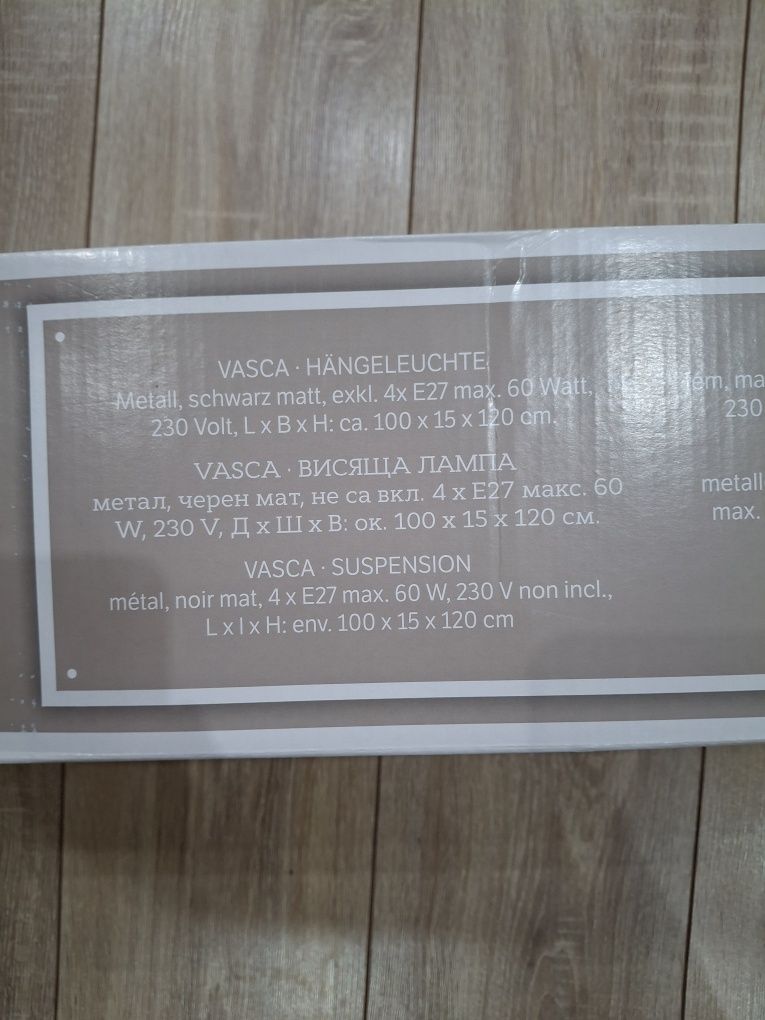 VASCA · HÄNGELEUCHTE
Metall, schwarz matt, exkl. 4x E27 max. 60 Watt,
230 Volt, L x B x H: ca. 100 x 15 x 120 cm.
VASCA · ВИСЯЩА ЛАМПА
метал, черен мат, не са вкл. 4 x E27 макс. 60
W, 230 V, Д x Ш x В: ок. 100 x 15 x 120 см.
VASCA · SUSPENSION
métal, noir mat, 4 x E27 max. 60 W, 230 V non incl.,
L x l x H: env. 100 x 15 x 120 cm
230
metall
max.